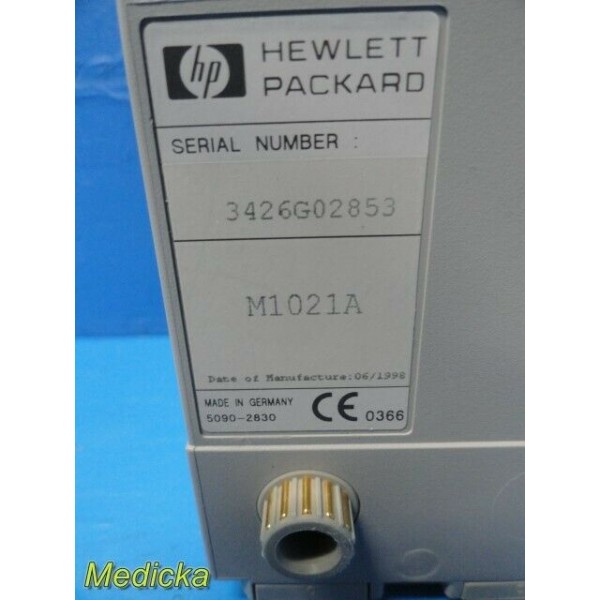 hp HEWLETT
PACKARD
SERIAL NUMBER :
3426G02853
M1021A
Date of Manufacture:06/1998
MADE IN GERMANY
5090-2830
CE 0366
Medicka